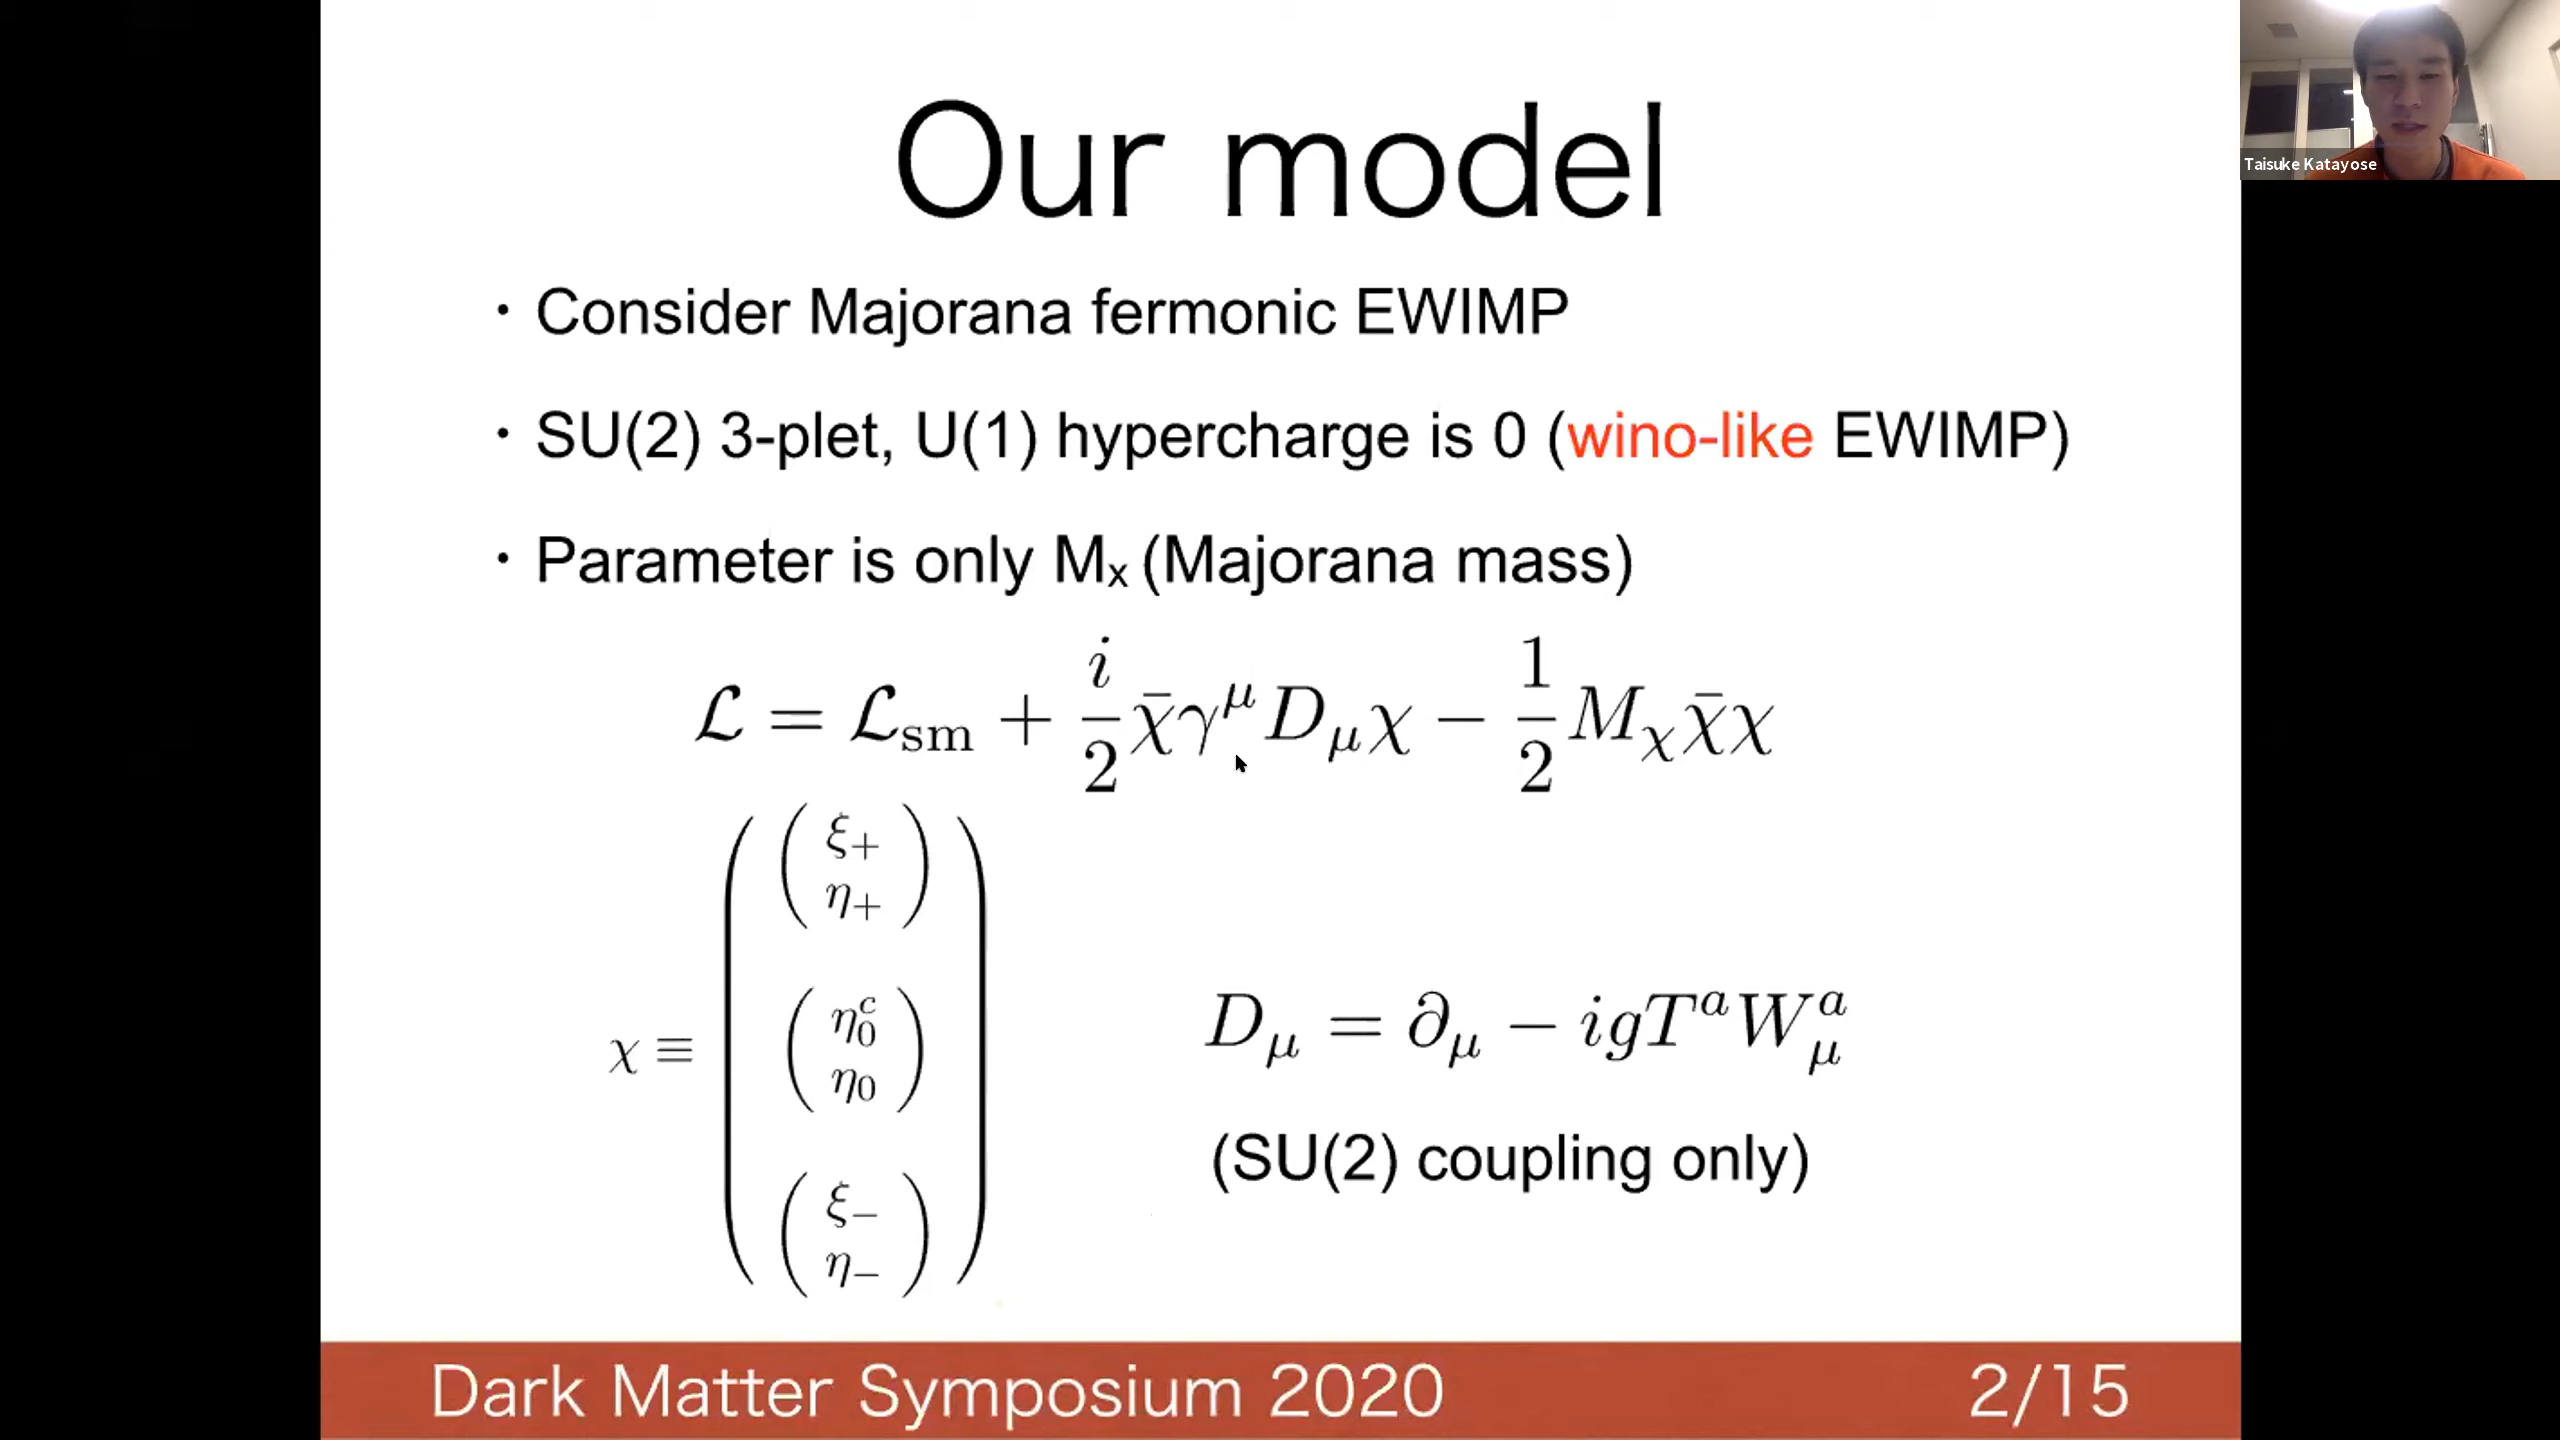 Our model
・Consider Majorana fermonic EWIMP
・SU(2) 3-plet, U(1) hypercharge is 0 (wino-like EWIMP)
・Parameter is only Mx (Majorana mass)
ℒ = ℒ_sm + i/2 χ̄γ^μ D_μ χ − 1/2 M_χ χ̄χ
χ ≡ ( ( ξ+ η+ ) ( η₀ᶜ η₀ ) ( ξ− η− ) )
D_μ = ∂_μ − igT^a W^a_μ
(SU(2) coupling only)
Dark Matter Symposium 2020
2/15
Taisuke Katayose